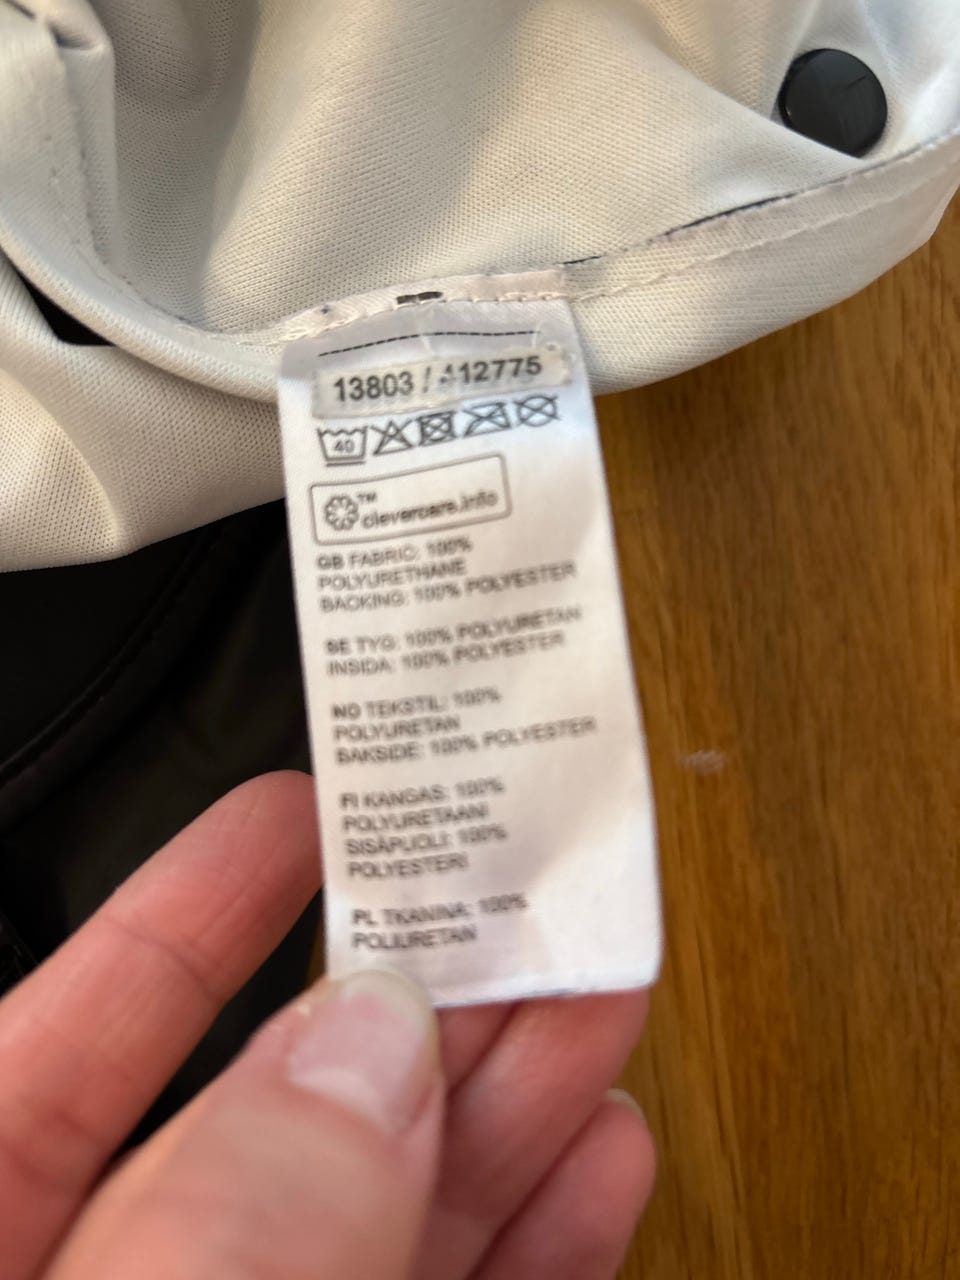 13803 / 412775
40
™
clevercare.info
GB FABRIC: 100%
POLYURETHANE
BACKING: 100% POLYESTER
SE TYG: 100% POLYURETAN
INSIDA: 100% POLYESTER
NO TEKSTIL: 100%
POLYURETAN
BAKSIDE: 100% POLYESTER
FI KANGAS: 100%
POLYURETAANI
SISÄPUOLI: 100%
POLYESTERI
PL TKANINA: 100%
POLIURETAN